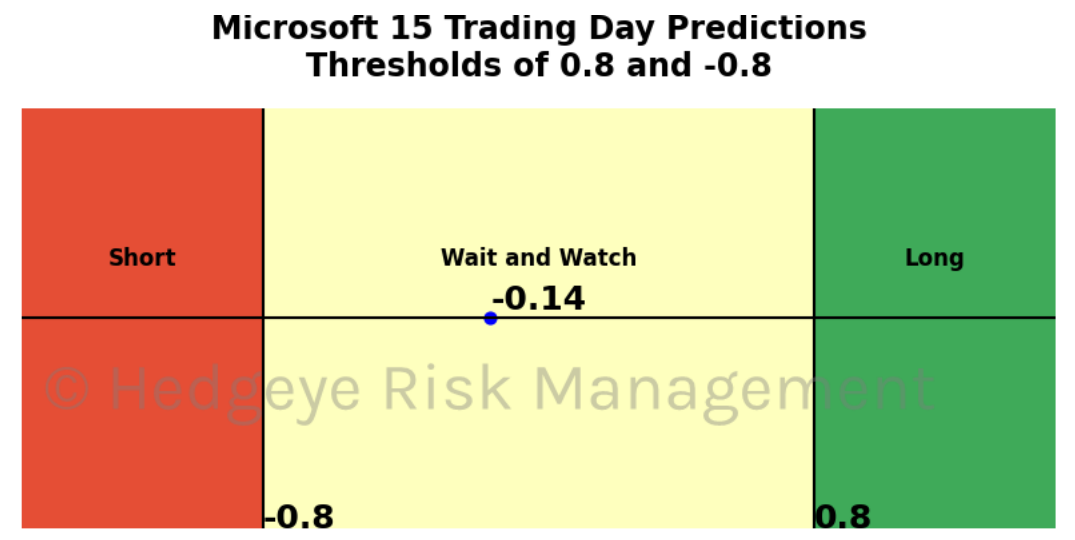 Microsoft 15 Trading Day Predictions
Thresholds of 0.8 and -0.8
Short
Wait and Watch
Long
-0.14
© Hedgeye Risk Management
-0.8
0.8